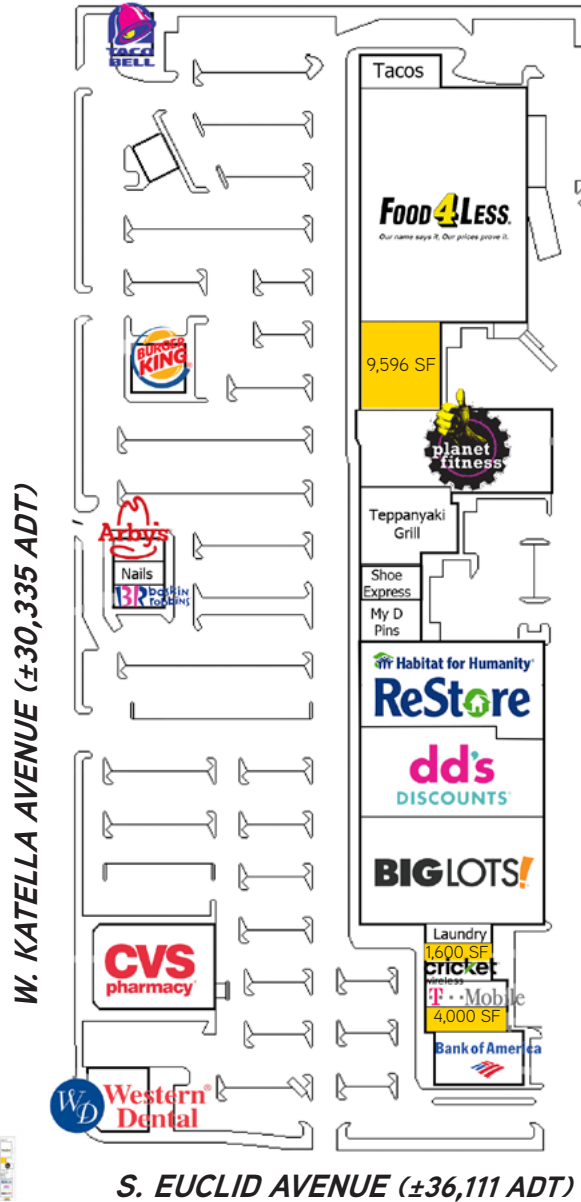 TACO
BELL
Tacos
FOOD 4 LESS.
Our name says it. Our prices prove it.
BURGER
KING
9,596 SF
planet
fitness
Arby's
Nails
BR baskin
robbins
Teppanyaki
Grill
Shoe
Express
My D
Pins
Habitat for Humanity®
ReStore
dd's
DISCOUNTS
BIG LOTS!
CVS
pharmacy
Laundry
1,600 SF
cricket
wireless
T··Mobile
4,000 SF
Bank of America
WD Western®
Dental
W. KATELLA AVENUE (±30,335 ADT)
S. EUCLID AVENUE (±36,111 ADT)